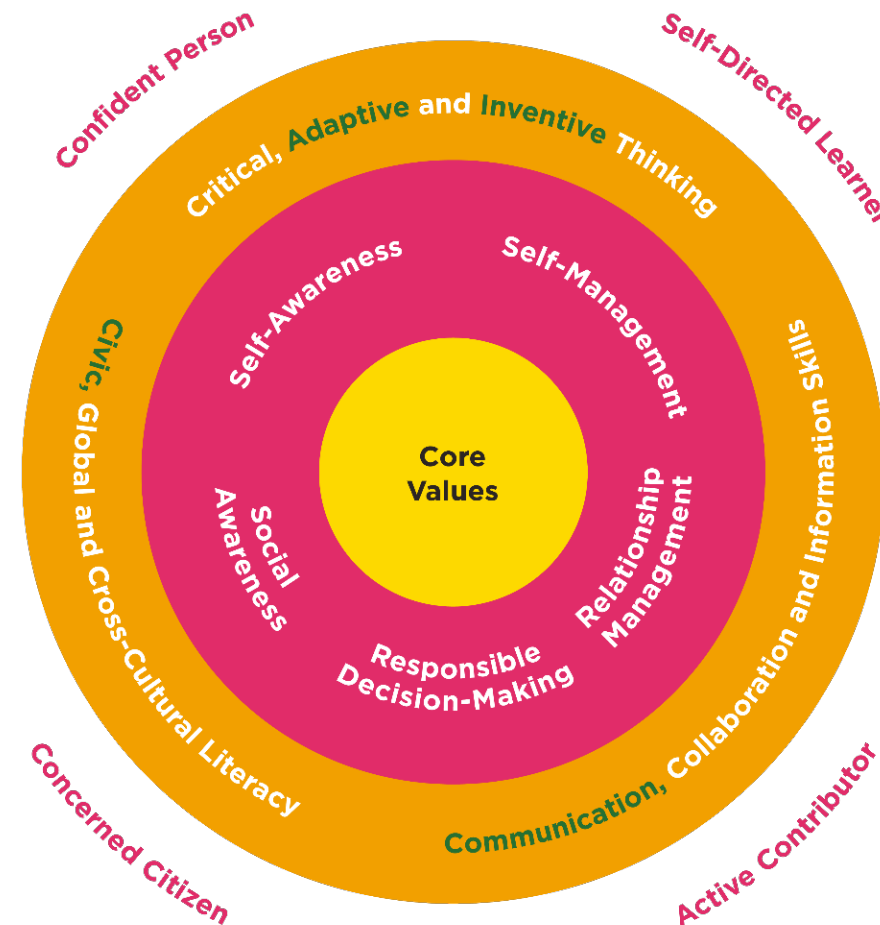 Confident Person
Self-Directed Learner
Critical, Adaptive and Inventive Thinking
Self-Awareness
Self-Management
Civic, Global and Cross-Cultural Literacy
Communication, Collaboration and Information Skills
Core
Values
Social
Awareness
Relationship
Management
Responsible
Decision-Making
Concerned Citizen
Active Contributor